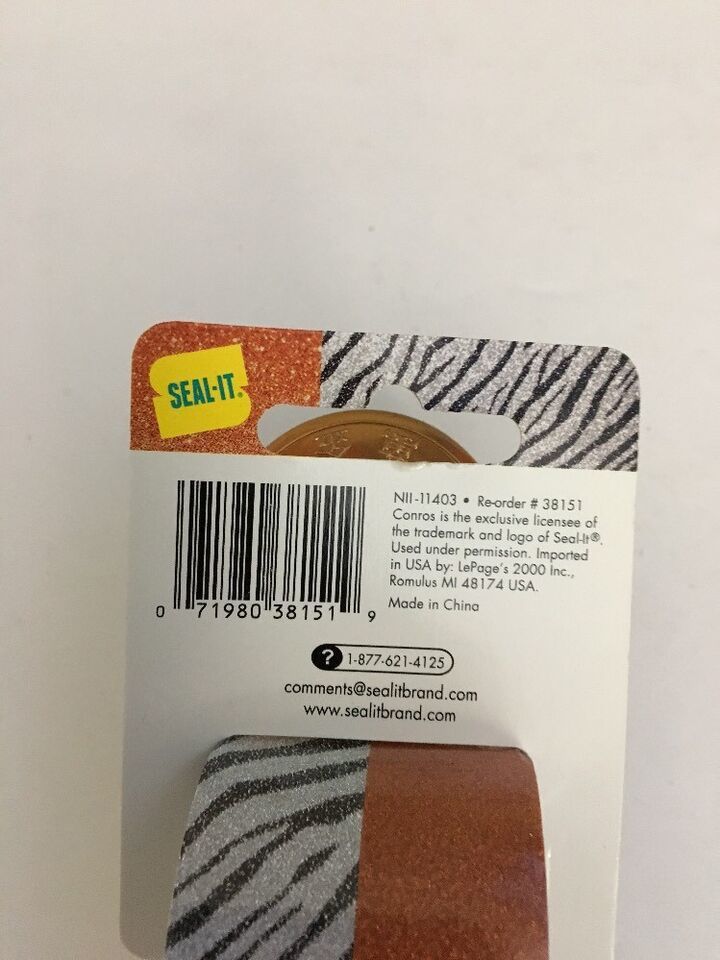 SEAL-IT®
NII-11403 • Re-order # 38151
Conros is the exclusive licensee of
the trademark and logo of Seal-It®.
Used under permission. Imported
in USA by: LePage's 2000 Inc.,
Romulus MI 48174 USA.
Made in China
0 71980 38151 9
? 1-877-621-4125
comments@sealitbrand.com
www.sealitbrand.com